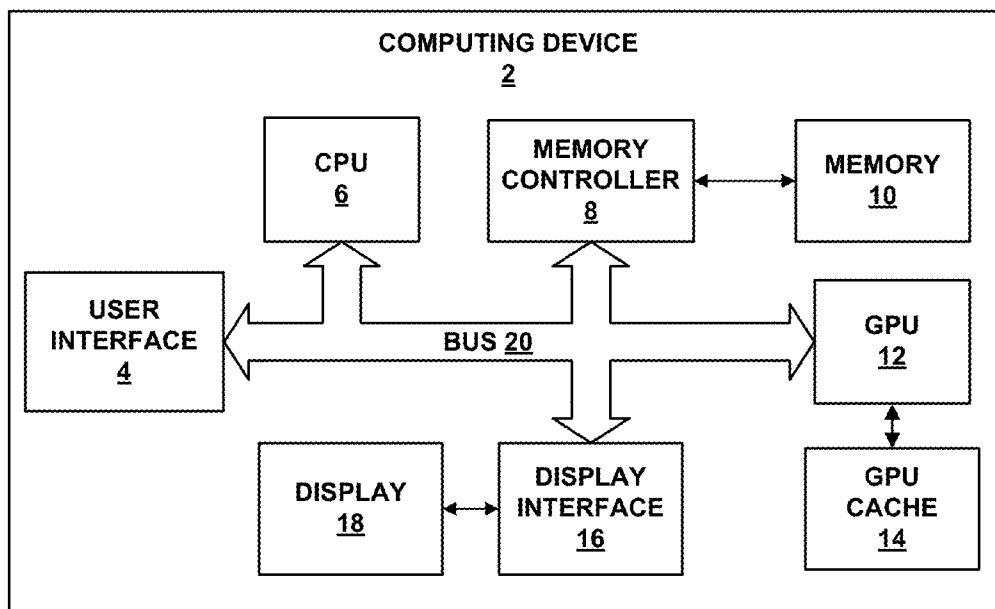 COMPUTING DEVICE
2
CPU
6
MEMORY
CONTROLLER
8
MEMORY
10
USER
INTERFACE
4
BUS 20
GPU
12
DISPLAY
18
DISPLAY
INTERFACE
16
GPU
CACHE
14